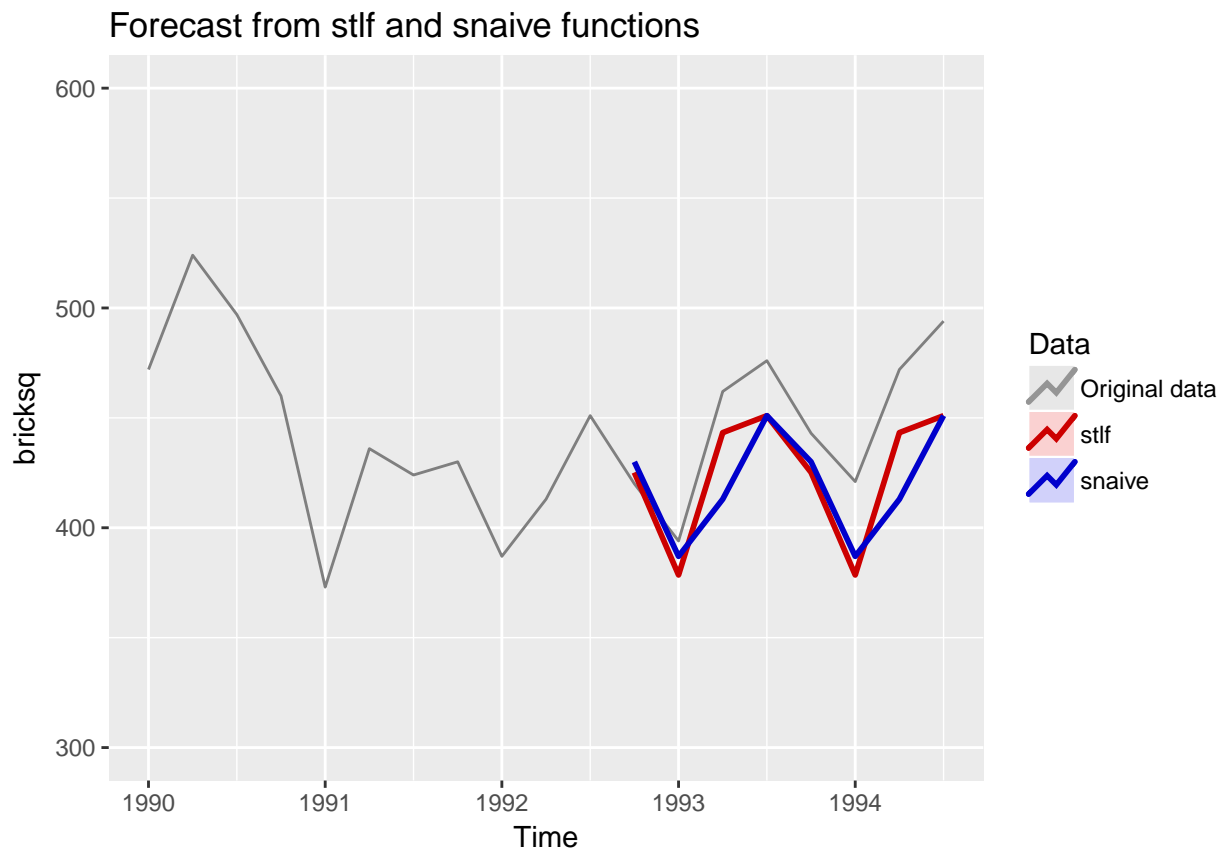 Forecast from stlf and snaive functions
600
500
400
300
bricksq
1990 1991 1992 1993 1994
Time
Data
Original data
stlf
snaive